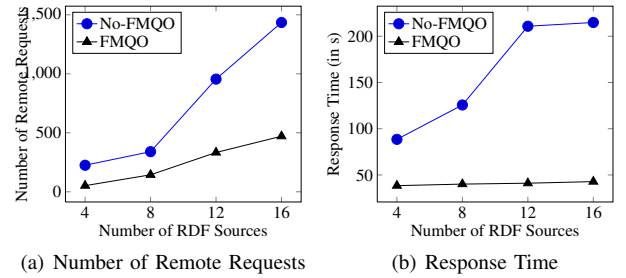 No-FMQO
FMQO
Number of Remote Requests
1,500
1,000
500
0
4 8 12 16
Number of RDF Sources
(a) Number of Remote Requests
No-FMQO
FMQO
Response Time (in s)
200
150
100
50
4 8 12 16
Number of RDF Sources
(b) Response Time